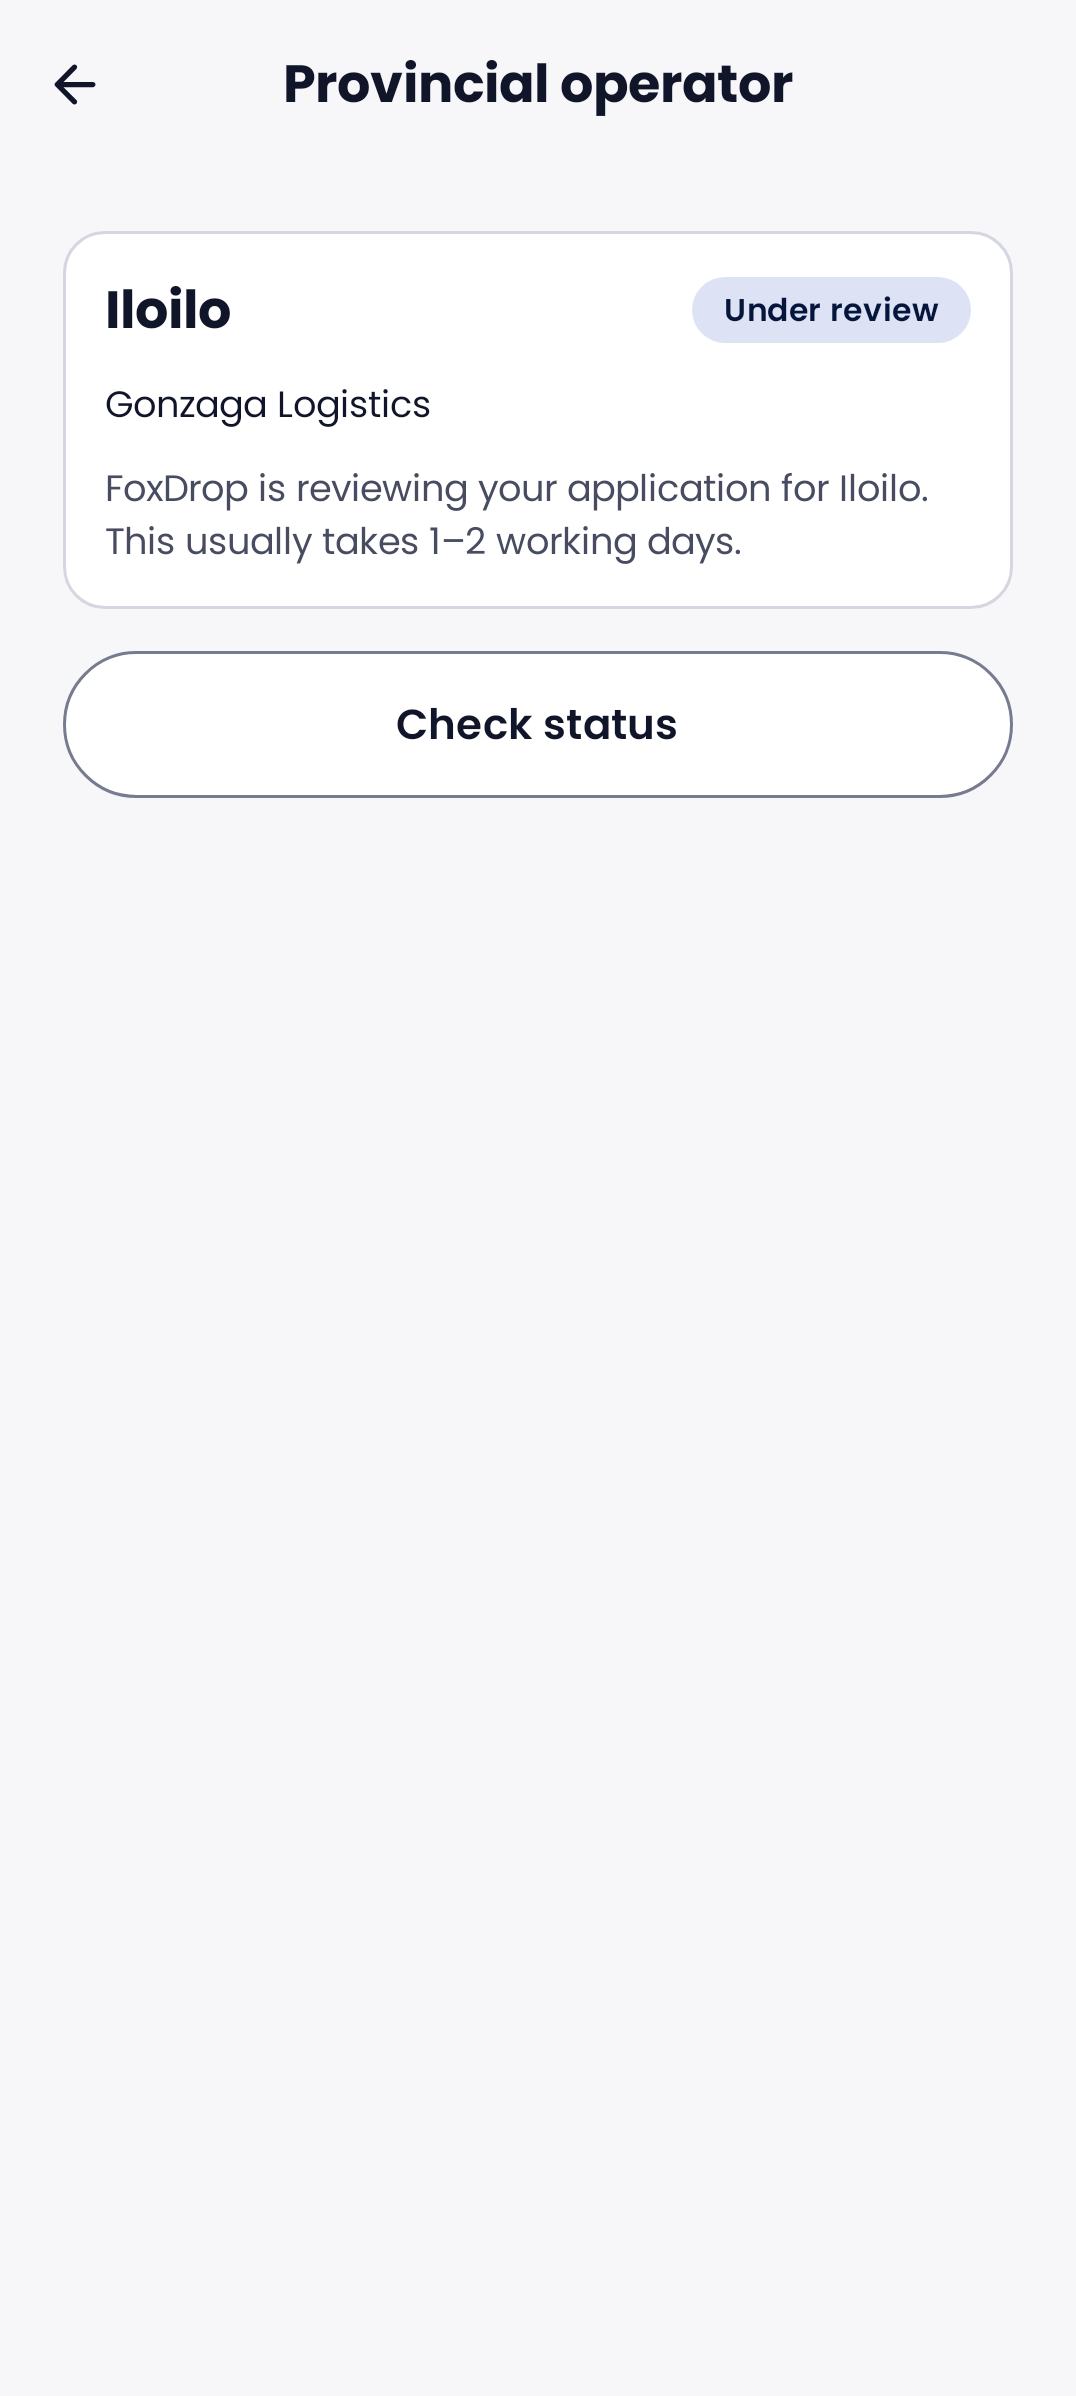 Provincial operator
Iloilo
Under review
Gonzaga Logistics
FoxDrop is reviewing your application for Iloilo.
This usually takes 1–2 working days.
Check status